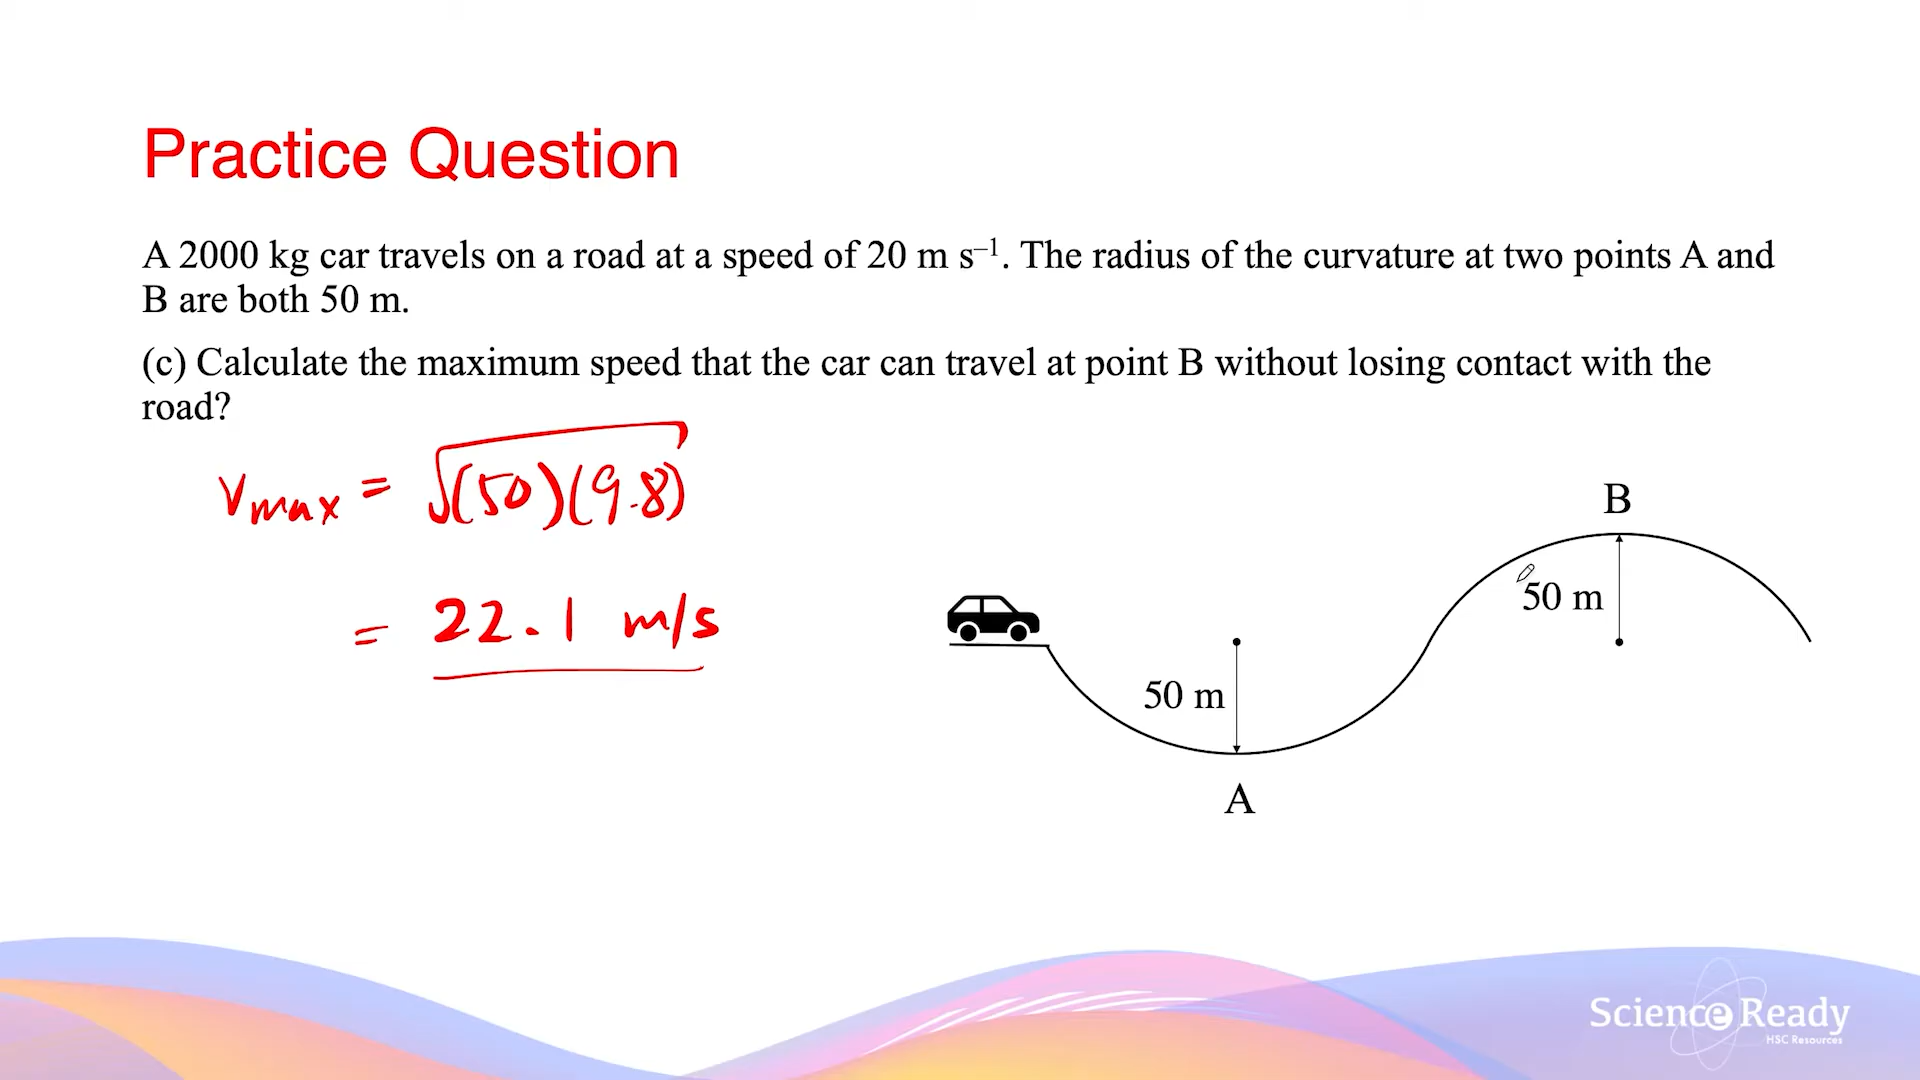 Practice Question
A 2000 kg car travels on a road at a speed of 20 m s⁻¹. The radius of the curvature at two points A and
B are both 50 m.
(c) Calculate the maximum speed that the car can travel at point B without losing contact with the
road?
vmax = √(50)(9.8)
= 22.1 m/s
B
50 m
50 m
A
Science Ready
HSC Resources